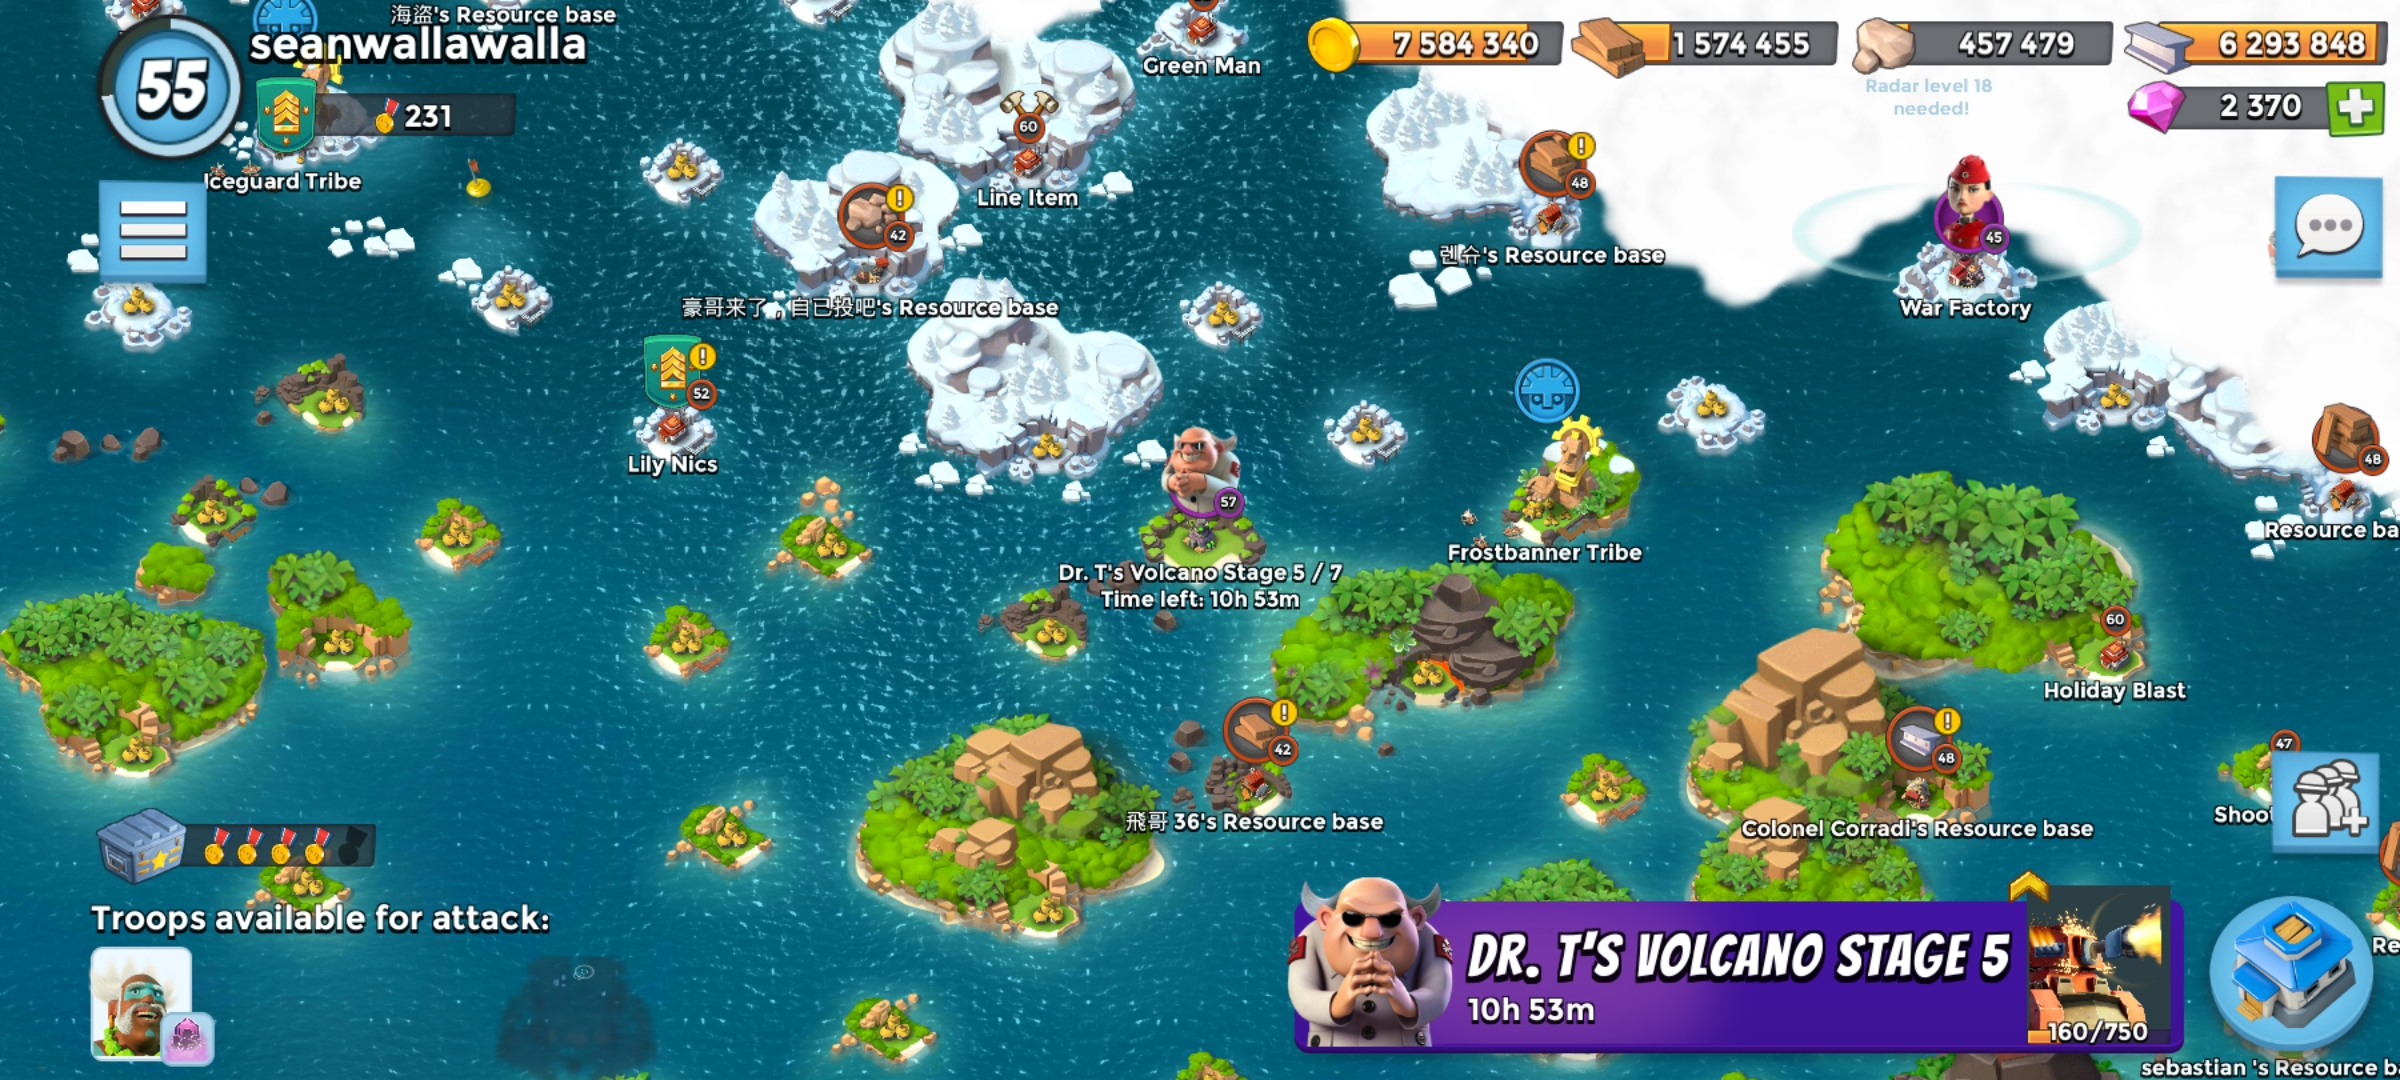 海盜's Resource base
55
seanwallawalla
231
Iceguard Tribe
Green Man
7 584 340
1 574 455
457 479
6 293 848
Radar level 18
needed!
2 370
60
Line Item
48
렌슈's Resource base
45
War Factory
42
豪哥来了，自已投吧's Resource base
52
Lily Nics
57
Dr. T's Volcano Stage 5 / 7
Time left: 10h 53m
Frostbanner Tribe
48
Resource ba
60
Holiday Blast
42
飛哥 36's Resource base
48
Colonel Corradi's Resource base
47
Shoot
Troops available for attack:
DR. T'S VOLCANO STAGE 5
10h 53m
160/750
Re
sebastian 's Resource b